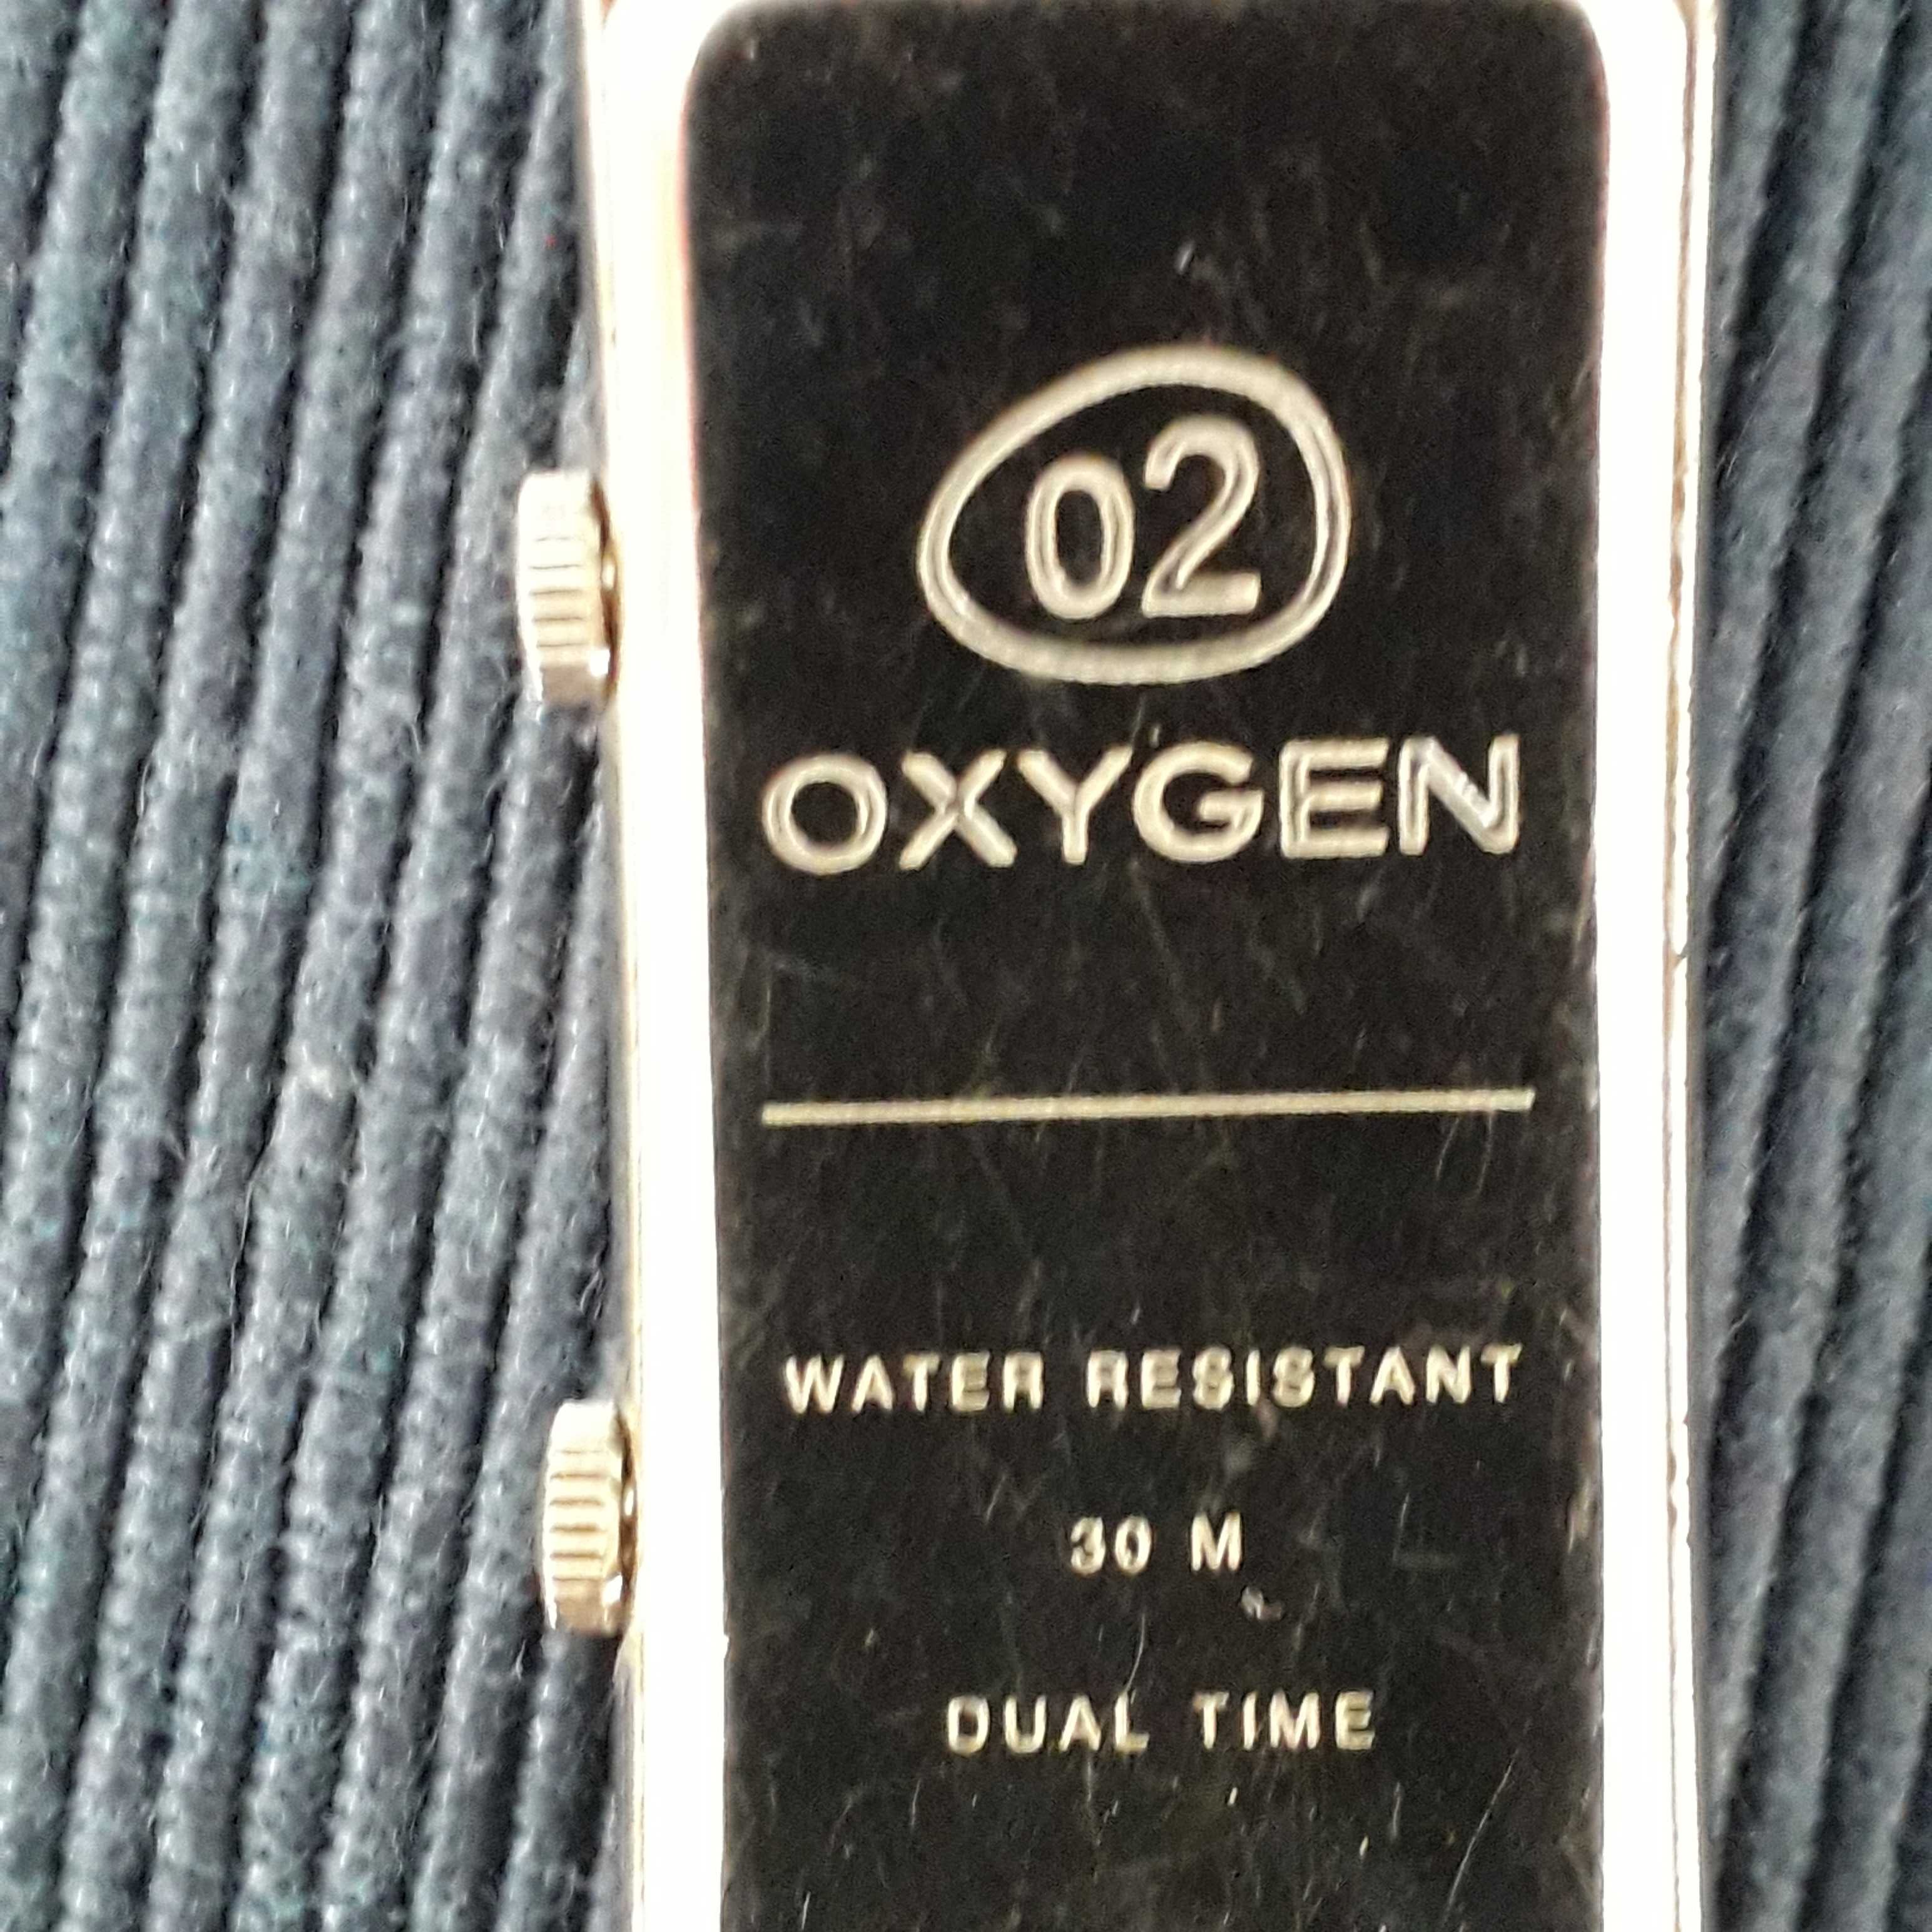 02
OXYGEN
WATER RESISTANT
30 M
DUAL TIME